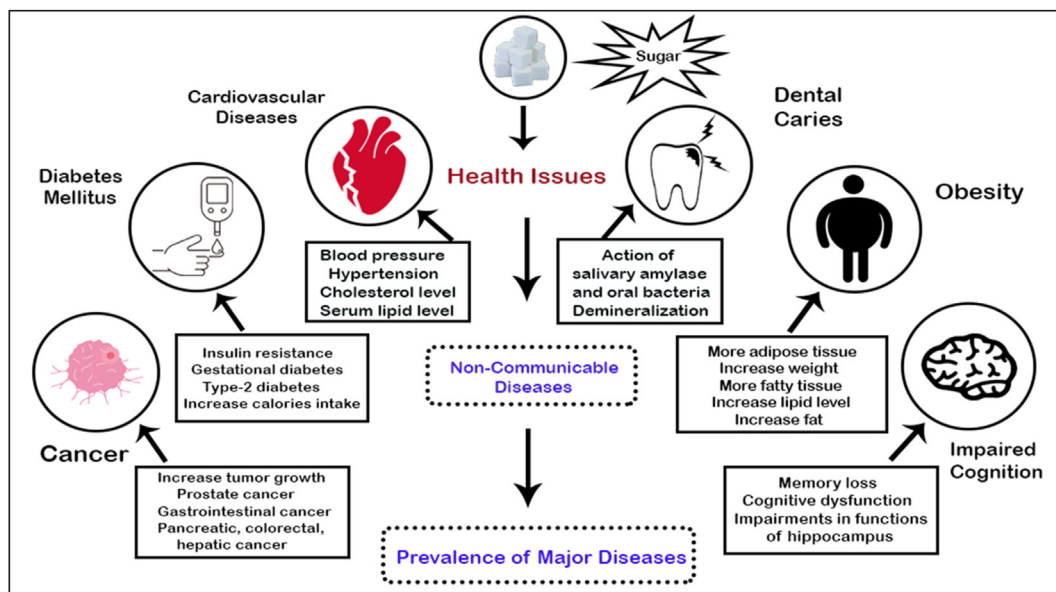 Sugar
Cardiovascular
Diseases
Dental
Caries
Health Issues
Diabetes
Mellitus
Obesity
Blood pressure
Hypertension
Cholesterol level
Serum lipid level
Action of
salivary amylase
and oral bacteria
Demineralization
Insulin resistance
Gestational diabetes
Type-2 diabetes
Increase calories intake
Non-Communicable
Diseases
More adipose tissue
Increase weight
More fatty tissue
Increase lipid level
Increase fat
Cancer
Impaired
Cognition
Increase tumor growth
Prostate cancer
Gastrointestinal cancer
Pancreatic, colorectal,
hepatic cancer
Memory loss
Cognitive dysfunction
Impairments in functions
of hippocampus
Prevalence of Major Diseases